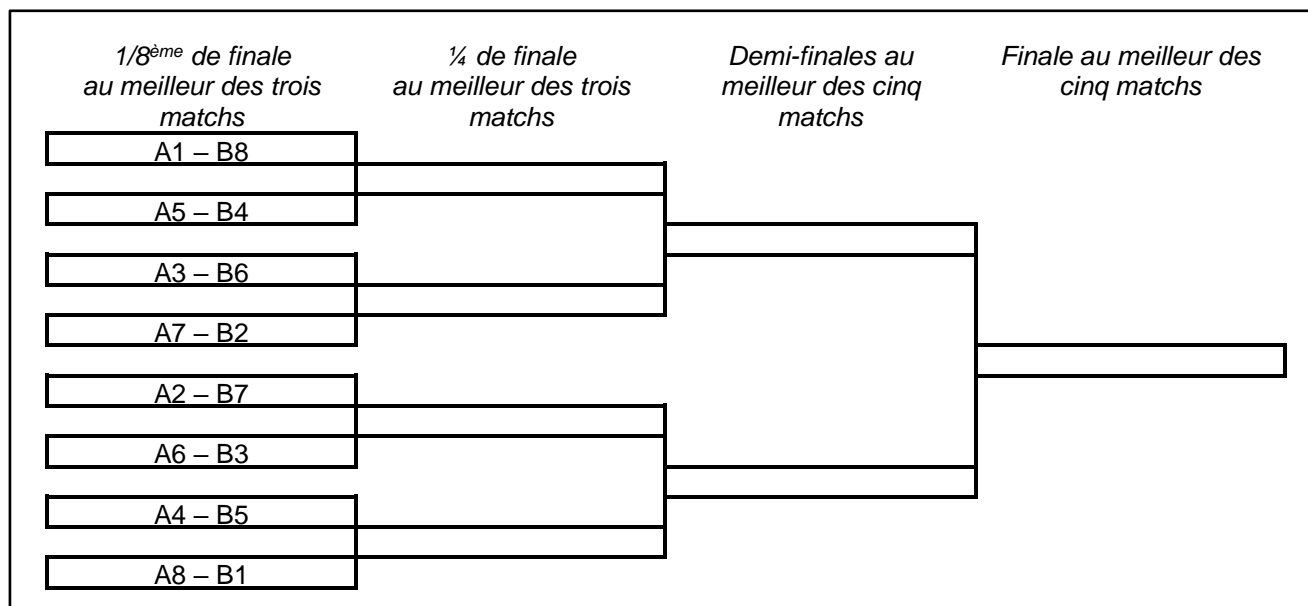 1/8ème de finale
au meilleur des trois
matchs
¼ de finale
au meilleur des trois
matchs
Demi-finales au
meilleur des cinq
matchs
Finale au meilleur des
cinq matchs
A1 – B8
A5 – B4
A3 – B6
A7 – B2
A2 – B7
A6 – B3
A4 – B5
A8 – B1